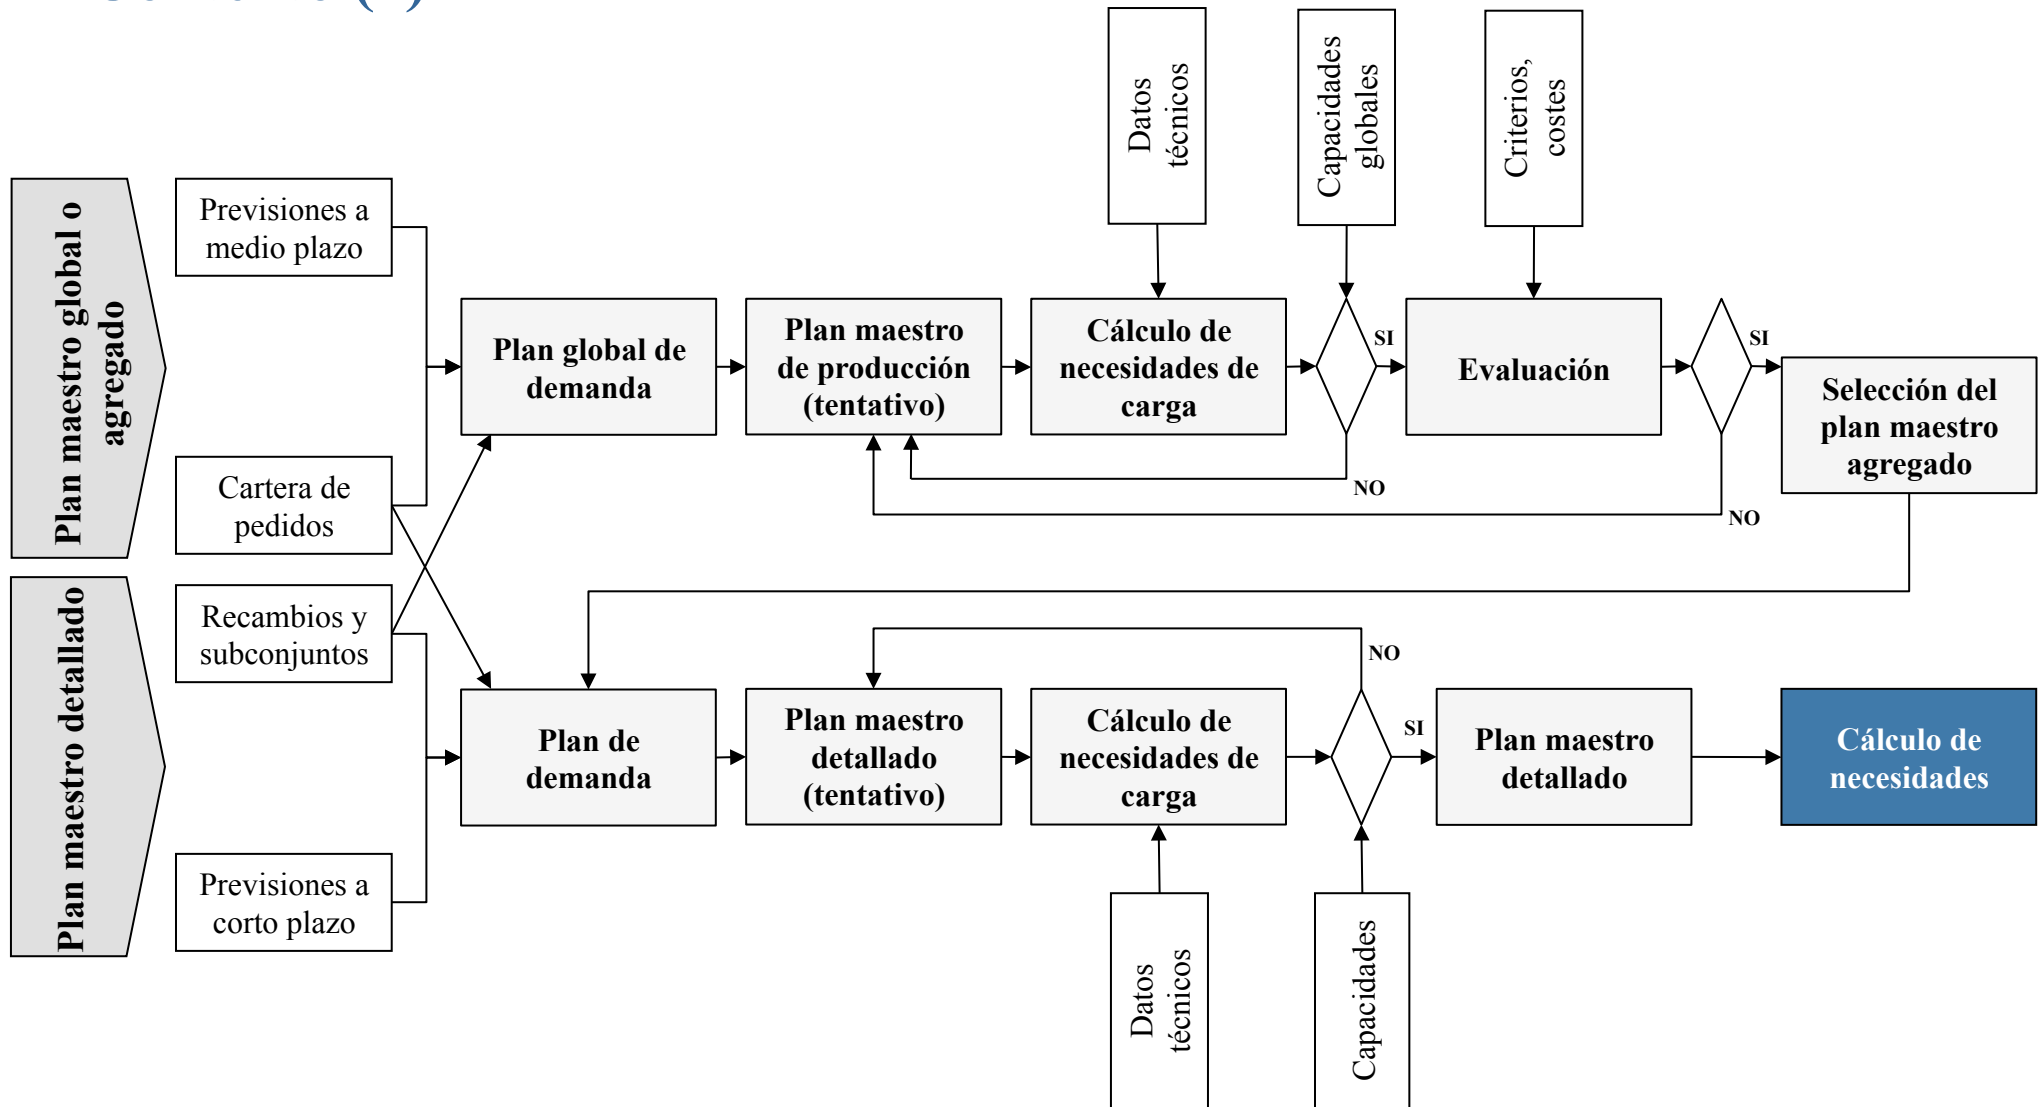 Datos
técnicos
Capacidades
globales
Criterios,
costes
Plan maestro global o
agregado
Previsiones a
medio plazo
Cartera de
pedidos
Plan global de
demanda
Plan maestro
de producción
(tentativo)
Cálculo de
necesidades de
carga
SI
NO
Evaluación
SI
NO
Selección del
plan maestro
agregado
Plan maestro detallado
Recambios y
subconjuntos
Previsiones a
corto plazo
Plan de
demanda
Plan maestro
detallado
(tentativo)
Cálculo de
necesidades de
carga
NO
SI
Plan maestro
detallado
Cálculo de
necesidades
Datos
técnicos
Capacidades